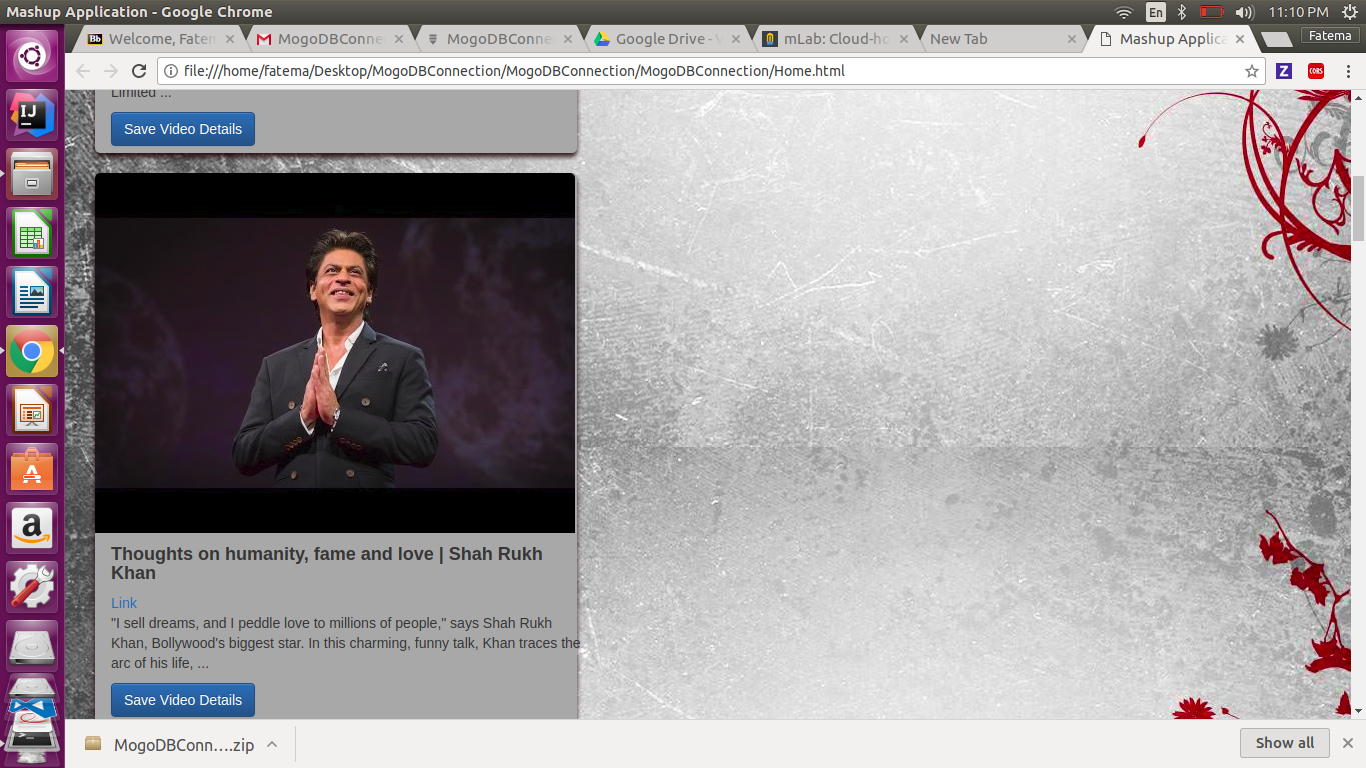 Mashup Application - Google Chrome
En
11:10 PM
Welcome, Faten
MogoDBConne
MogoDBConne
Google Drive - V
mLab: Cloud-ho
New Tab
Mashup Applica
Fatema
file:///home/fatema/Desktop/MogoDBConnection/MogoDBConnection/MogoDBConnection/Home.html
Z
CORS
Limited ...
Save Video Details
Thoughts on humanity, fame and love | Shah Rukh
Khan
Link
"I sell dreams, and I peddle love to millions of people," says Shah Rukh
Khan, Bollywood's biggest star. In this charming, funny talk, Khan traces the
arc of his life, ...
Save Video Details
MogoDBConn....zip
Show all
Bb
IJ
a
A